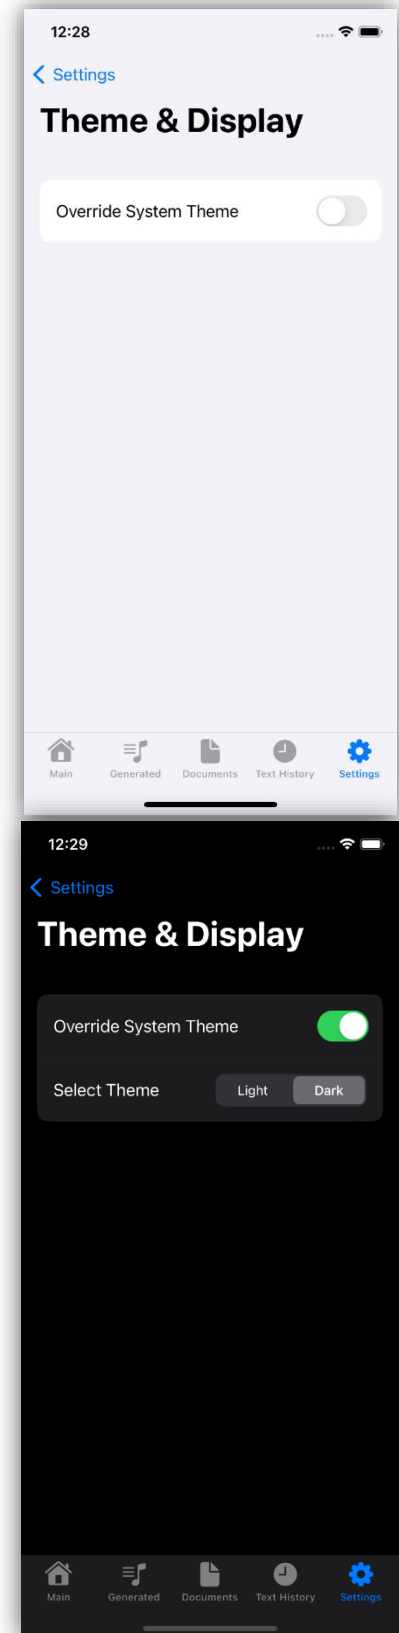 12:28
Settings
Theme & Display
Override System Theme
Main Generated Documents Text History Settings
12:29
Settings
Theme & Display
Override System Theme
Select Theme Light Dark
Main Generated Documents Text History Settings